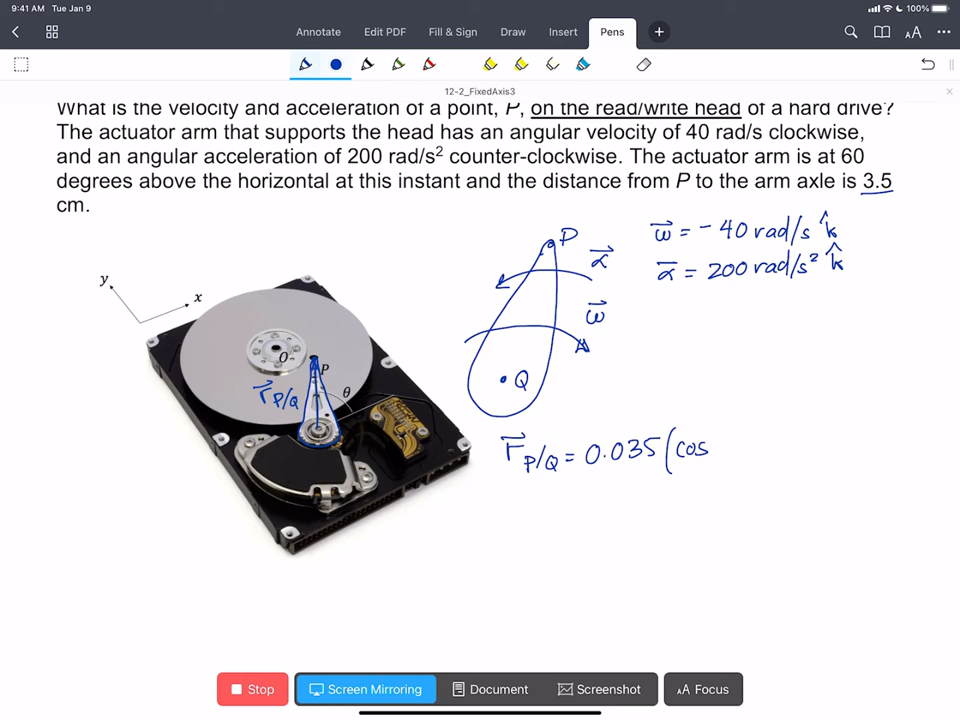 9:41 AM Tue Jan 9
100%
Annotate Edit PDF Fill & Sign Draw Insert Pens +
AA
12-2_FixedAxis3
What is the velocity and acceleration of a point, P, on the read/write head of a hard drive?
The actuator arm that supports the head has an angular velocity of 40 rad/s clockwise,
and an angular acceleration of 200 rad/s² counter-clockwise. The actuator arm is at 60
degrees above the horizontal at this instant and the distance from P to the arm axle is 3.5
cm.
P
ω⃗ = -40 rad/s k̂
α⃗
α⃗ = 200 rad/s² k̂
y
x
ω⃗
O
P
Q
r⃗P/Q
θ
r⃗P/Q = 0.035 (cos
Stop Screen Mirroring Document Screenshot AA Focus